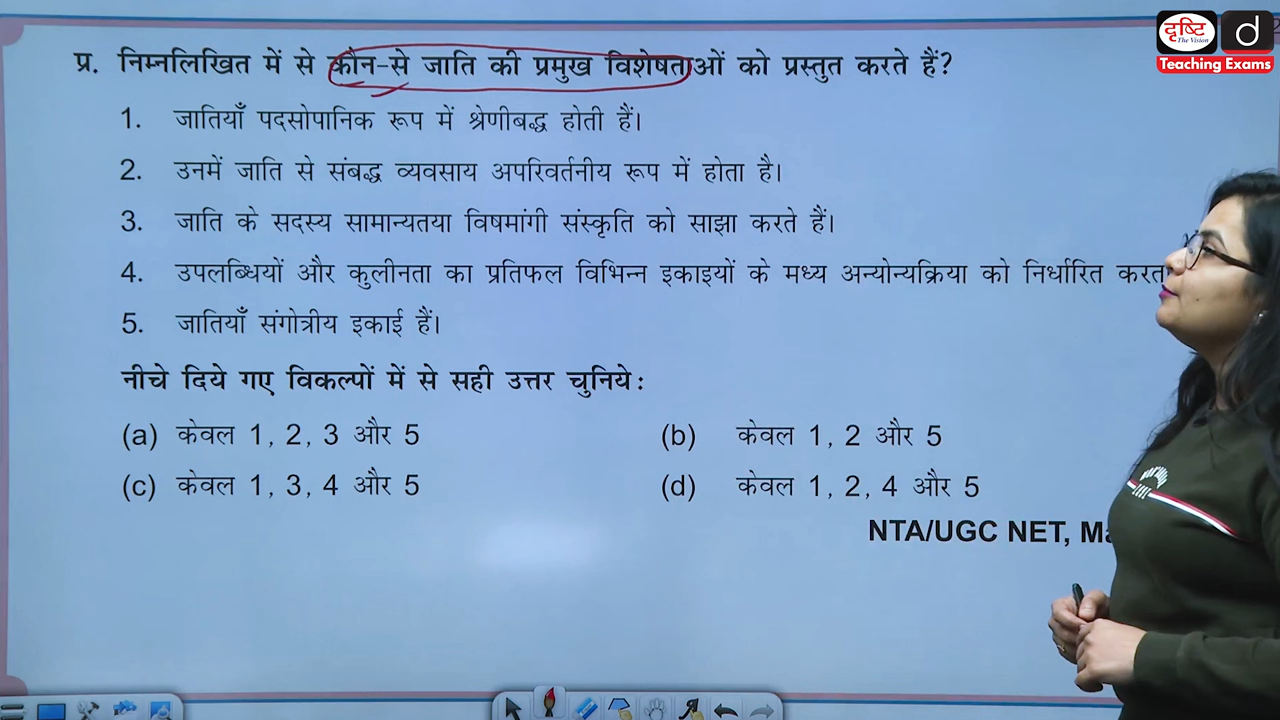 दृष्टि
The Vision
d
Teaching Exams
2
प्र. निम्नलिखित में से कौन-से जाति की प्रमुख विशेषताओं को प्रस्तुत करते हैं?
1. जातियाँ पदसोपानिक रूप में श्रेणीबद्ध होती हैं।
2. उनमें जाति से संबद्ध व्यवसाय अपरिवर्तनीय रूप में होता है।
3. जाति के सदस्य सामान्यतया विषमांगी संस्कृति को साझा करते हैं।
4. उपलब्धियों और कुलीनता का प्रतिफल विभिन्न इकाइयों के मध्य अन्योन्यक्रिया को निर्धारित करत
5. जातियाँ संगोत्रीय इकाई हैं।
नीचे दिये गए विकल्पों में से सही उत्तर चुनिये:
(a) केवल 1, 2, 3 और 5 (b) केवल 1, 2 और 5
(c) केवल 1, 3, 4 और 5 (d) केवल 1, 2, 4 और 5
NTA/UGC NET,